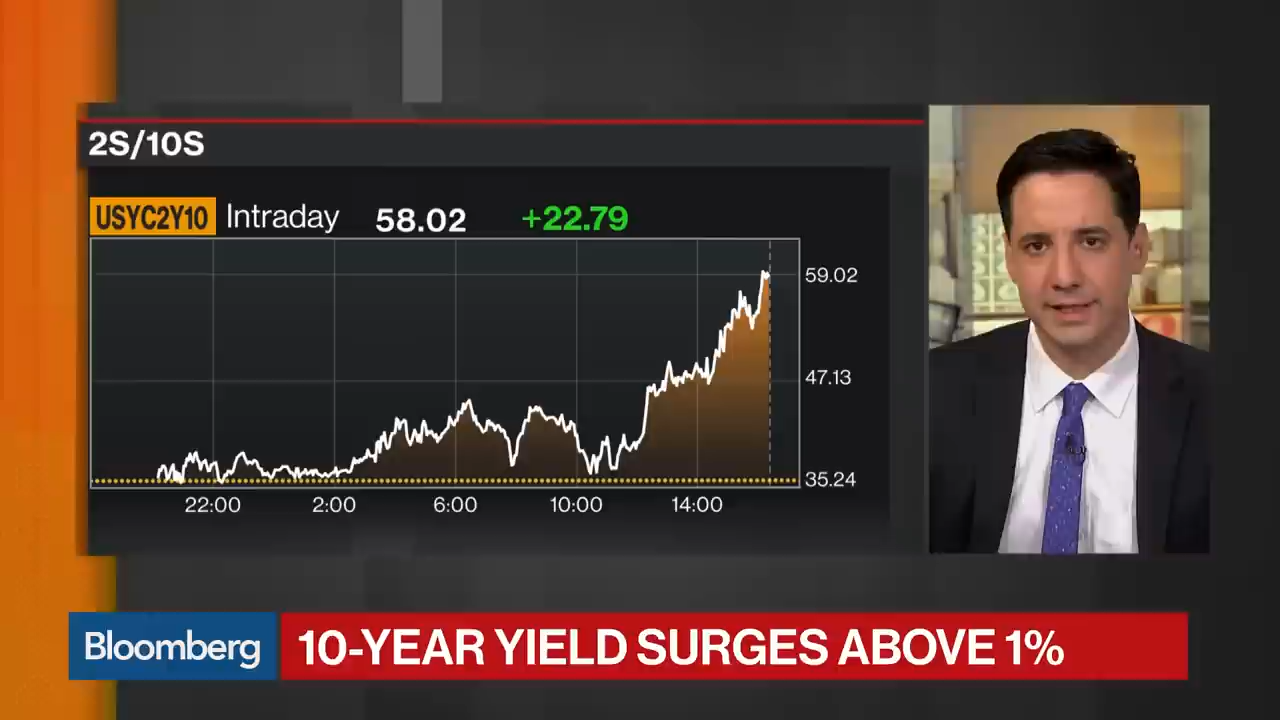 2S/10S
USYC2Y10 Intraday 58.02 +22.79
59.02
47.13
35.24
22:00 2:00 6:00 10:00 14:00
Bloomberg 10-YEAR YIELD SURGES ABOVE 1%